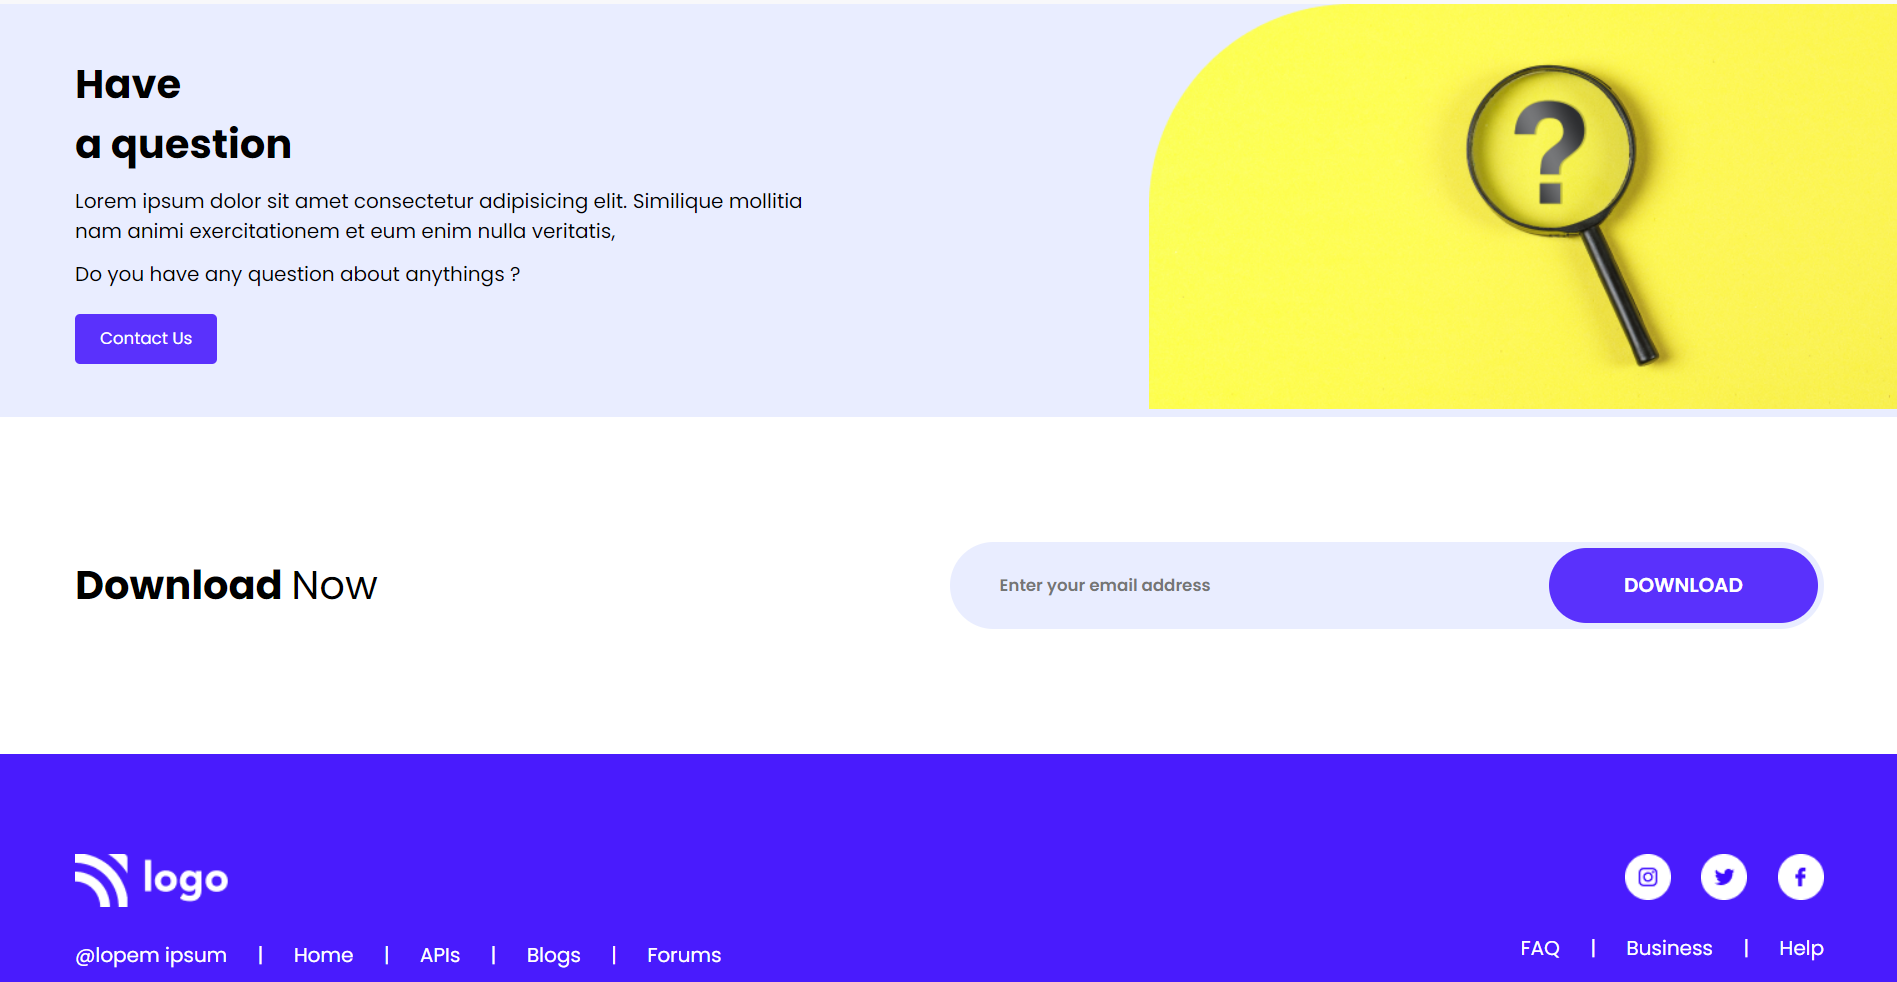 Have
a question
Lorem ipsum dolor sit amet consectetur adipisicing elit. Similique mollitia
nam animi exercitationem et eum enim nulla veritatis,
Do you have any question about anythings ?
Contact Us
?
Download Now
Enter your email address
DOWNLOAD
logo
@lopem ipsum | Home | APIs | Blogs | Forums
FAQ | Business | Help